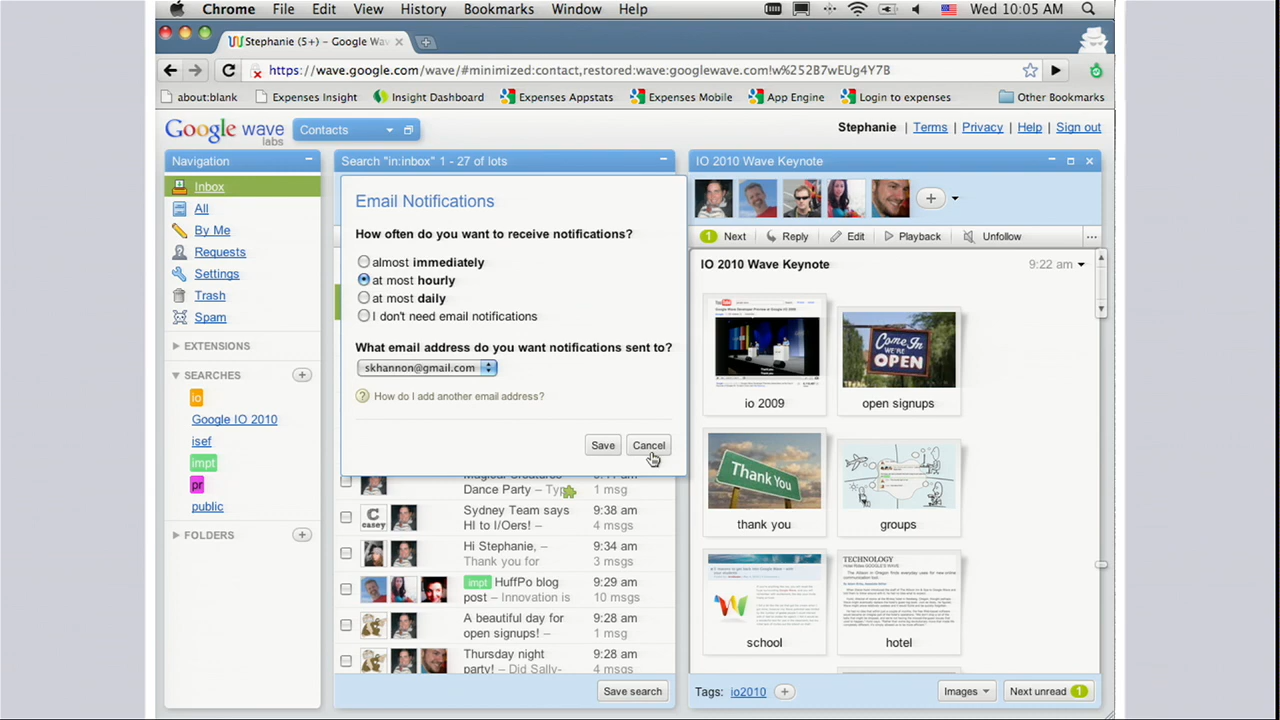 Chrome File Edit View History Bookmarks Window Help
Wed 10:05 AM
Stephanie (5+) – Google Wav
https://wave.google.com/wave/#minimized:contact,restored:wave:googlewave.com!w%252B7wEUg4Y7B
about:blank Expenses Insight Insight Dashboard Expenses Appstats Expenses Mobile App Engine Login to expenses Other Bookmarks
Google wave
labs
Contacts
Stephanie | Terms | Privacy | Help | Sign out
Navigation
Inbox
All
By Me
Requests
Settings
Trash
Spam
EXTENSIONS
SEARCHES
io
Google IO 2010
isef
impt
pr
public
FOLDERS
Search "in:inbox" 1 - 27 of lots
Email Notifications
How often do you want to receive notifications?
almost immediately
at most hourly
at most daily
I don't need email notifications
What email address do you want notifications sent to?
skhannon@gmail.com
How do I add another email address?
Save Cancel
Dance Party – Typ
1 msg
Sydney Team says 9:38 am
HI to I/Oers! – 4 msgs
casey
Hi Stephanie, – 9:34 am
Thank you for 3 msgs
impt HuffPo blog 9:29 am
post – Innovation is 10 msgs
A beautiful day for 9:28 am
open signups! – 1 msg
Thursday night 9:28 am
party! – Did Sally- 4 msgs
Save search
IO 2010 Wave Keynote
1 Next Reply Edit Playback Unfollow ...
IO 2010 Wave Keynote 9:22 am
io 2009
COME IN
WE'RE
OPEN
open signups
Thank You
thank you
groups
school
TECHNOLOGY
hotel
Tags: io2010
Images
Next unread 1